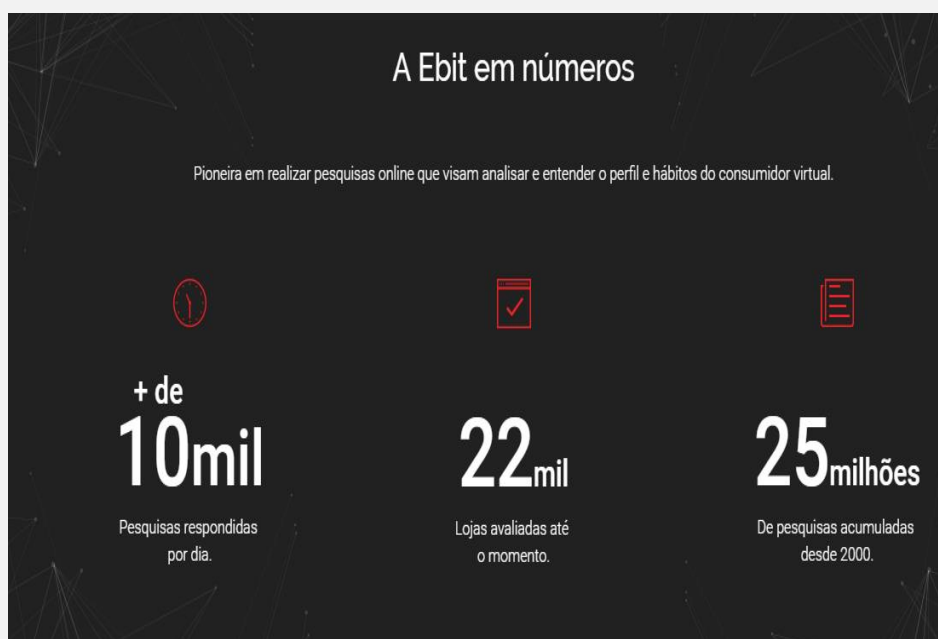 A Ebit em números
Pioneira em realizar pesquisas online que visam analisar e entender o perfil e hábitos do consumidor virtual.
+ de
10mil
Pesquisas respondidas
por dia.
22mil
Lojas avaliadas até
o momento.
25milhões
De pesquisas acumuladas
desde 2000.